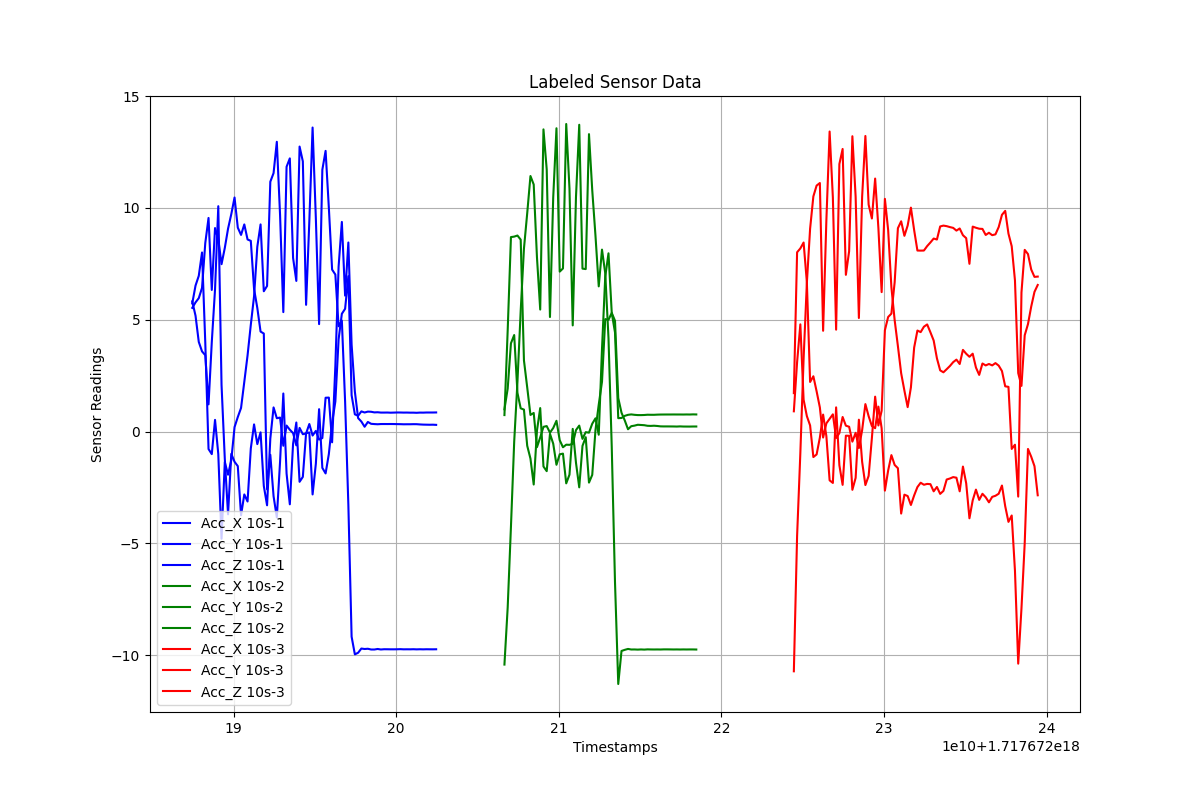 Labeled Sensor Data
Sensor Readings
15
10
5
0
−5
−10
Acc_X 10s-1
Acc_Y 10s-1
Acc_Z 10s-1
Acc_X 10s-2
Acc_Y 10s-2
Acc_Z 10s-2
Acc_X 10s-3
Acc_Y 10s-3
Acc_Z 10s-3
19 20 21 22 23 24
Timestamps
1e10+1.717672e18